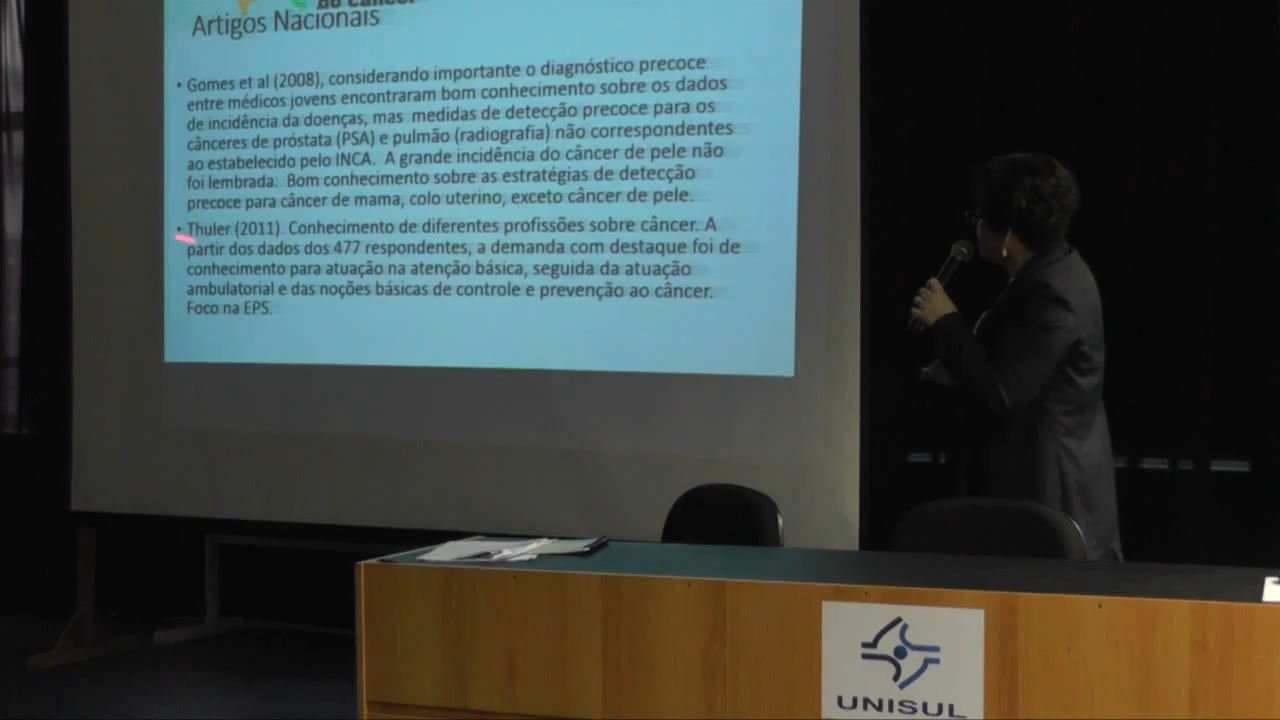 do Câncer
Artigos Nacionais
• Gomes et al (2008), considerando importante o diagnóstico precoce
entre médicos jovens encontraram bom conhecimento sobre os dados
de incidência da doenças, mas medidas de detecção precoce para os
cânceres de próstata (PSA) e pulmão (radiografia) não correspondentes
ao estabelecido pelo INCA. A grande incidência do câncer de pele não
foi lembrada. Bom conhecimento sobre as estratégias de detecção
precoce para câncer de mama, colo uterino, exceto câncer de pele.
• Thuler (2011). Conhecimento de diferentes profissões sobre câncer. A
partir dos dados dos 477 respondentes, a demanda com destaque foi de
conhecimento para atuação na atenção básica, seguida da atuação
ambulatorial e das noções básicas de controle e prevenção ao câncer.
Foco na EPS.
UNISUL